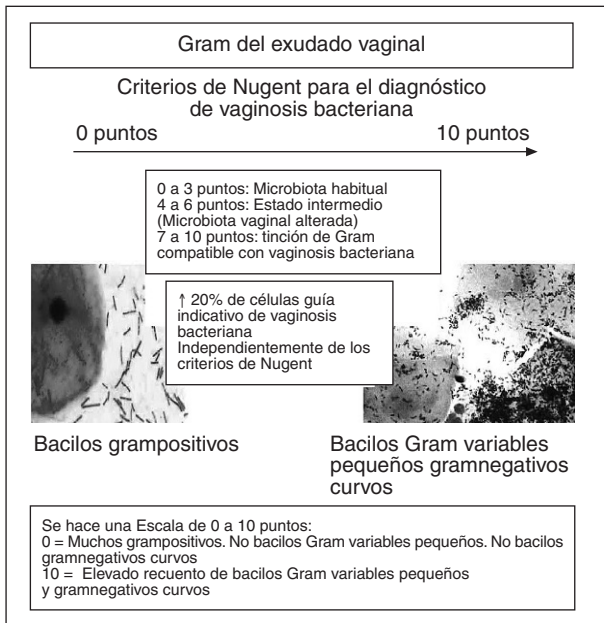 Gram del exudado vaginal
Criterios de Nugent para el diagnóstico
de vaginosis bacteriana
0 puntos
10 puntos
0 a 3 puntos: Microbiota habitual
4 a 6 puntos: Estado intermedio
(Microbiota vaginal alterada)
7 a 10 puntos: tinción de Gram
compatible con vaginosis bacteriana
↑ 20% de células guía
indicativo de vaginosis
bacteriana
Independientemente de los
criterios de Nugent
Bacilos grampositivos
Bacilos Gram variables
pequeños gramnegativos
curvos
Se hace una Escala de 0 a 10 puntos:
0 = Muchos grampositivos. No bacilos Gram variables pequeños. No bacilos
gramnegativos curvos
10 = Elevado recuento de bacilos Gram variables pequeños
y gramnegativos curvos